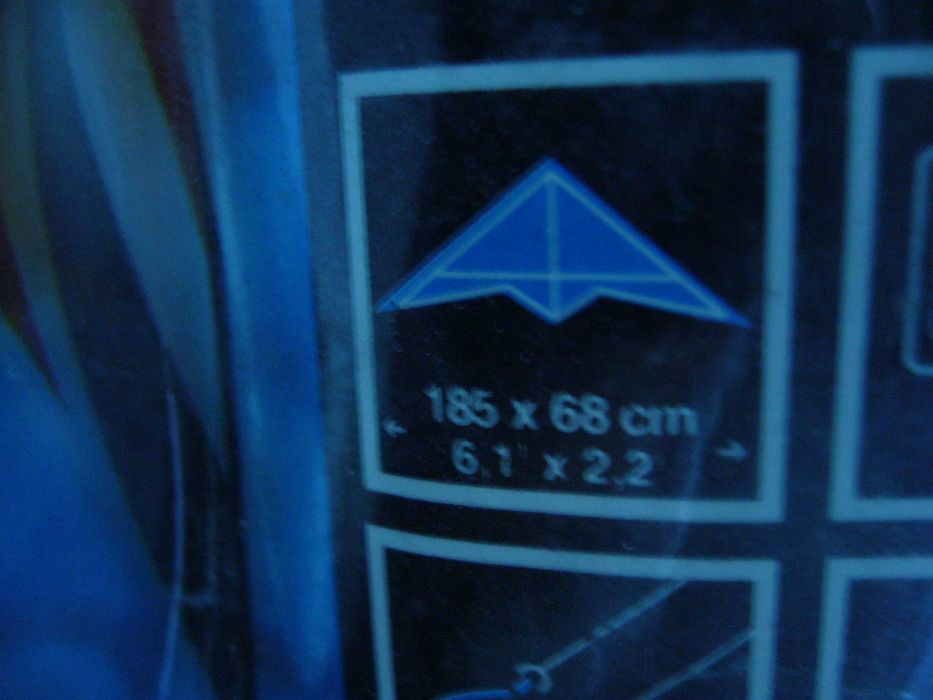 185 x 68 cm
6,1' x 2,2'